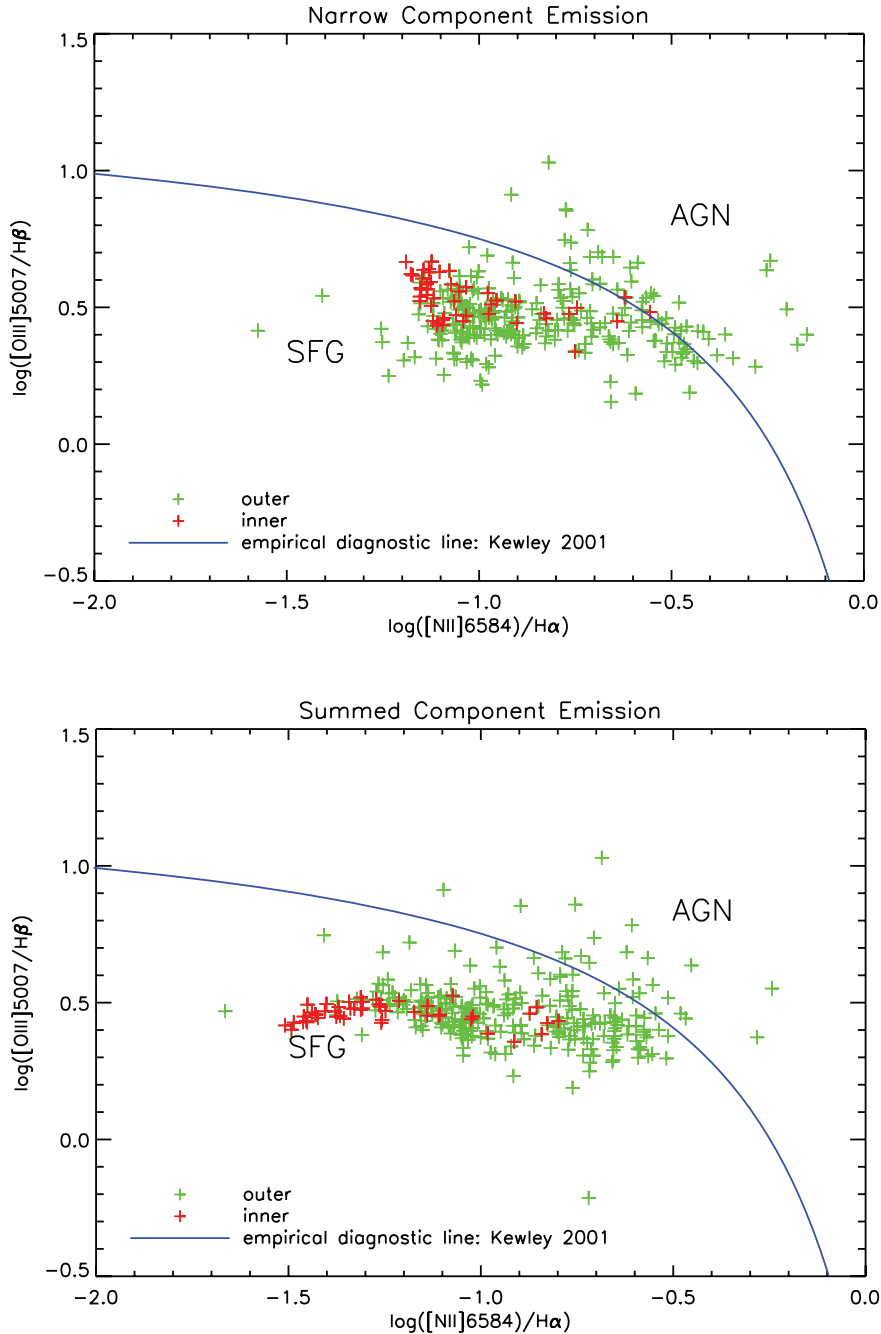 Narrow Component Emission
1.5
1.0
0.5
0.0
−0.5
log([OIII]5007/Hβ)
AGN
SFG
outer
inner
empirical diagnostic line: Kewley 2001
−2.0 −1.5 −1.0 −0.5 0.0
log([NII]6584)/Hα)
Summed Component Emission
1.5
1.0
0.5
0.0
−0.5
log([OIII]5007/Hβ)
AGN
SFG
outer
inner
empirical diagnostic line: Kewley 2001
−2.0 −1.5 −1.0 −0.5 0.0
log([NII]6584)/Hα)